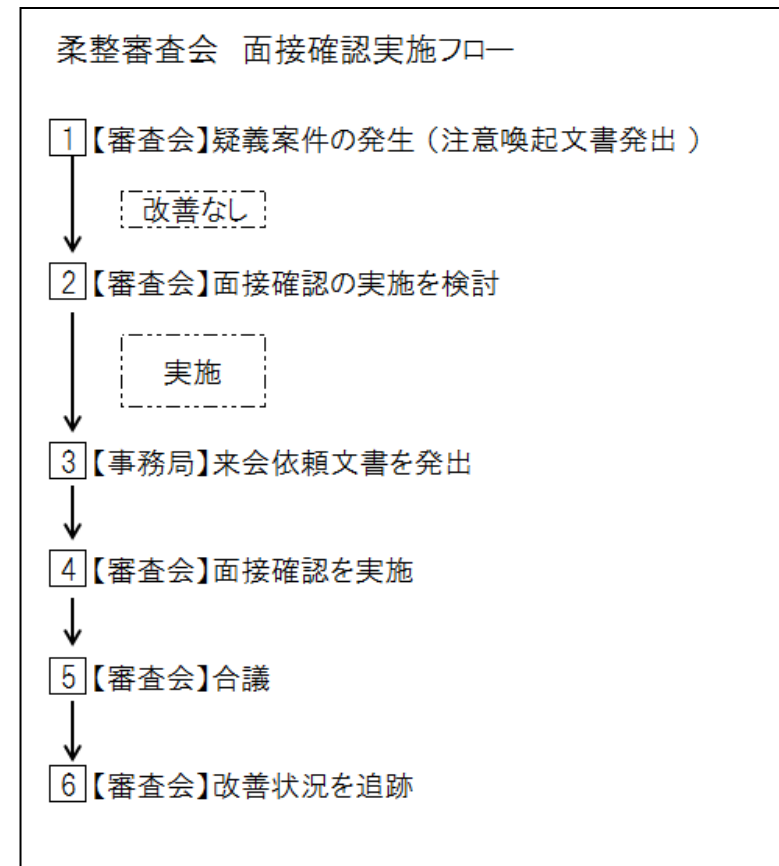 柔整審査会 面接確認実施フロー
1【審査会】疑義案件の発生（注意喚起文書発出 ）
改善なし
2【審査会】面接確認の実施を検討
実施
3【事務局】来会依頼文書を発出
4【審査会】面接確認を実施
5【審査会】合議
6【審査会】改善状況を追跡